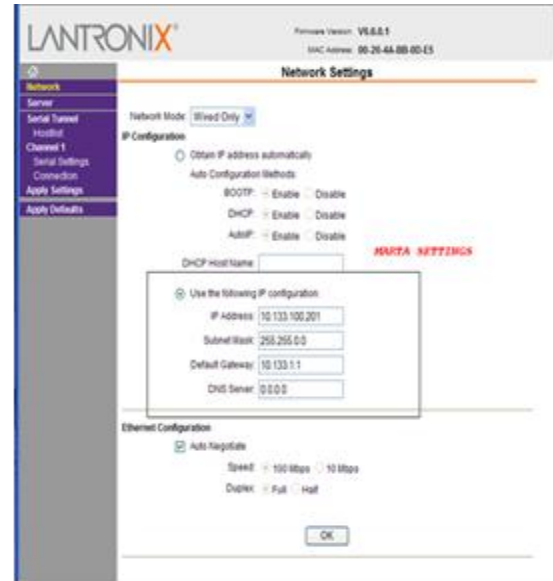 LANTRONIX
Firmware Version: V6.6.0.1
MAC Address: 00-20-4A-BB-0D-E5
Network
Server
Serial Tunnel
Hostlist
Channel 1
Serial Settings
Connection
Apply Settings
Apply Defaults
Network Settings
Network Mode: Wired Only
IP Configuration
Obtain IP address automatically
Auto Configuration Methods
BOOTP: Enable Disable
DHCP: Enable Disable
AutoIP: Enable Disable
MARTA SETTINGS
DHCP Host Name:
Use the following IP configuration:
IP Address: 10.133.100.201
Subnet Mask: 255.255.0.0
Default Gateway: 10.133.1.1
DNS Server: 0.0.0.0
Ethernet Configuration
Auto Negotiate
Speed: 100 Mbps 10 Mbps
Duplex: Full Half
OK